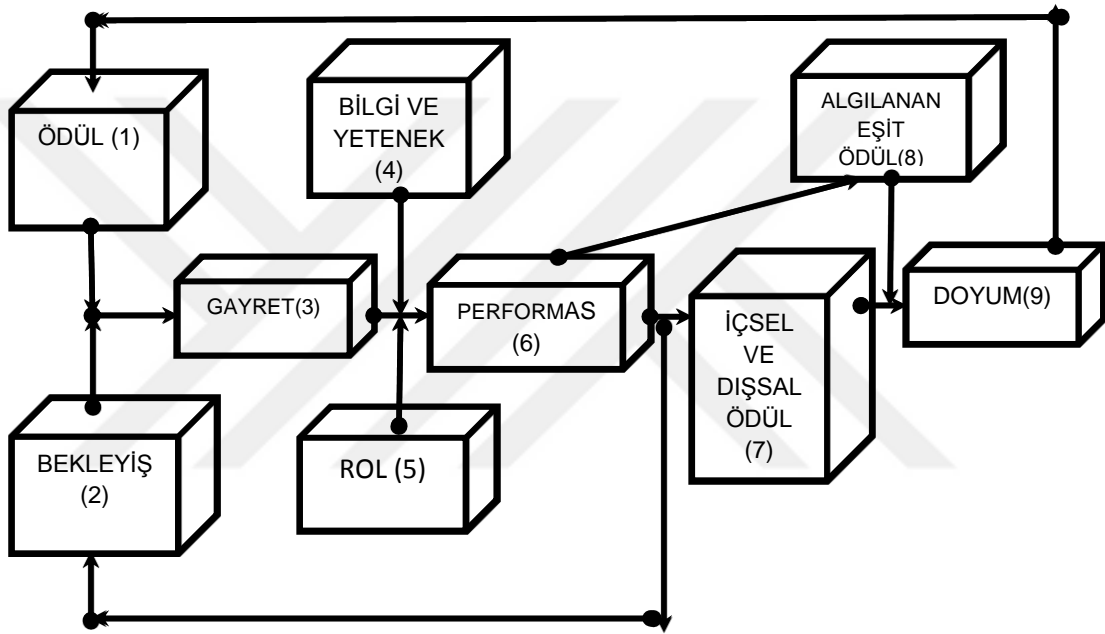 ÖDÜL (1)
BİLGİ VE
YETENEK
(4)
ALGILANAN
EŞİT
ÖDÜL(8)
GAYRET(3)
PERFORMAS
(6)
İÇSEL
VE
DIŞSAL
ÖDÜL
(7)
DOYUM(9)
BEKLEYİŞ
(2)
ROL (5)